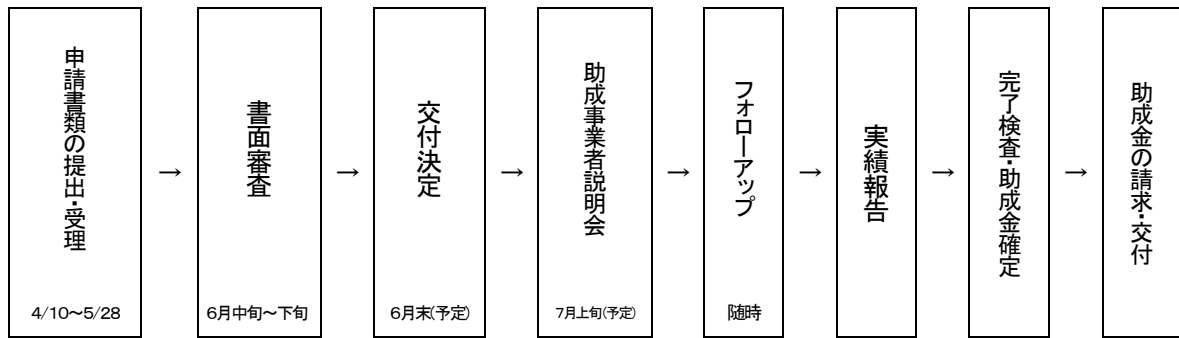 申請書類の提出・受理
4/10～5/28
→
書面審査
6月中旬～下旬
→
交付決定
6月末(予定)
→
助成事業者説明会
7月上旬(予定)
→
フォローアップ
随時
→
実績報告
→
完了検査・助成金確定
→
助成金の請求・交付